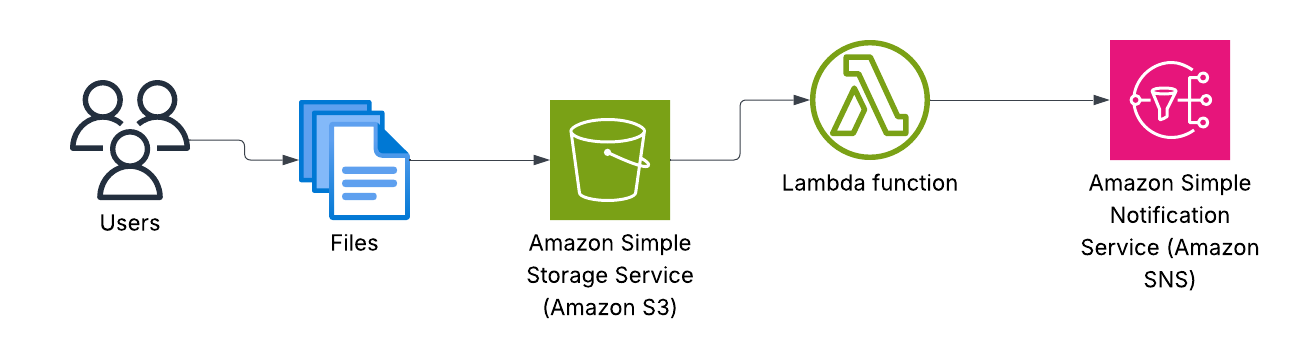 Users
Files
Amazon Simple
Storage Service
(Amazon S3)
Lambda function
Amazon Simple
Notification
Service (Amazon
SNS)